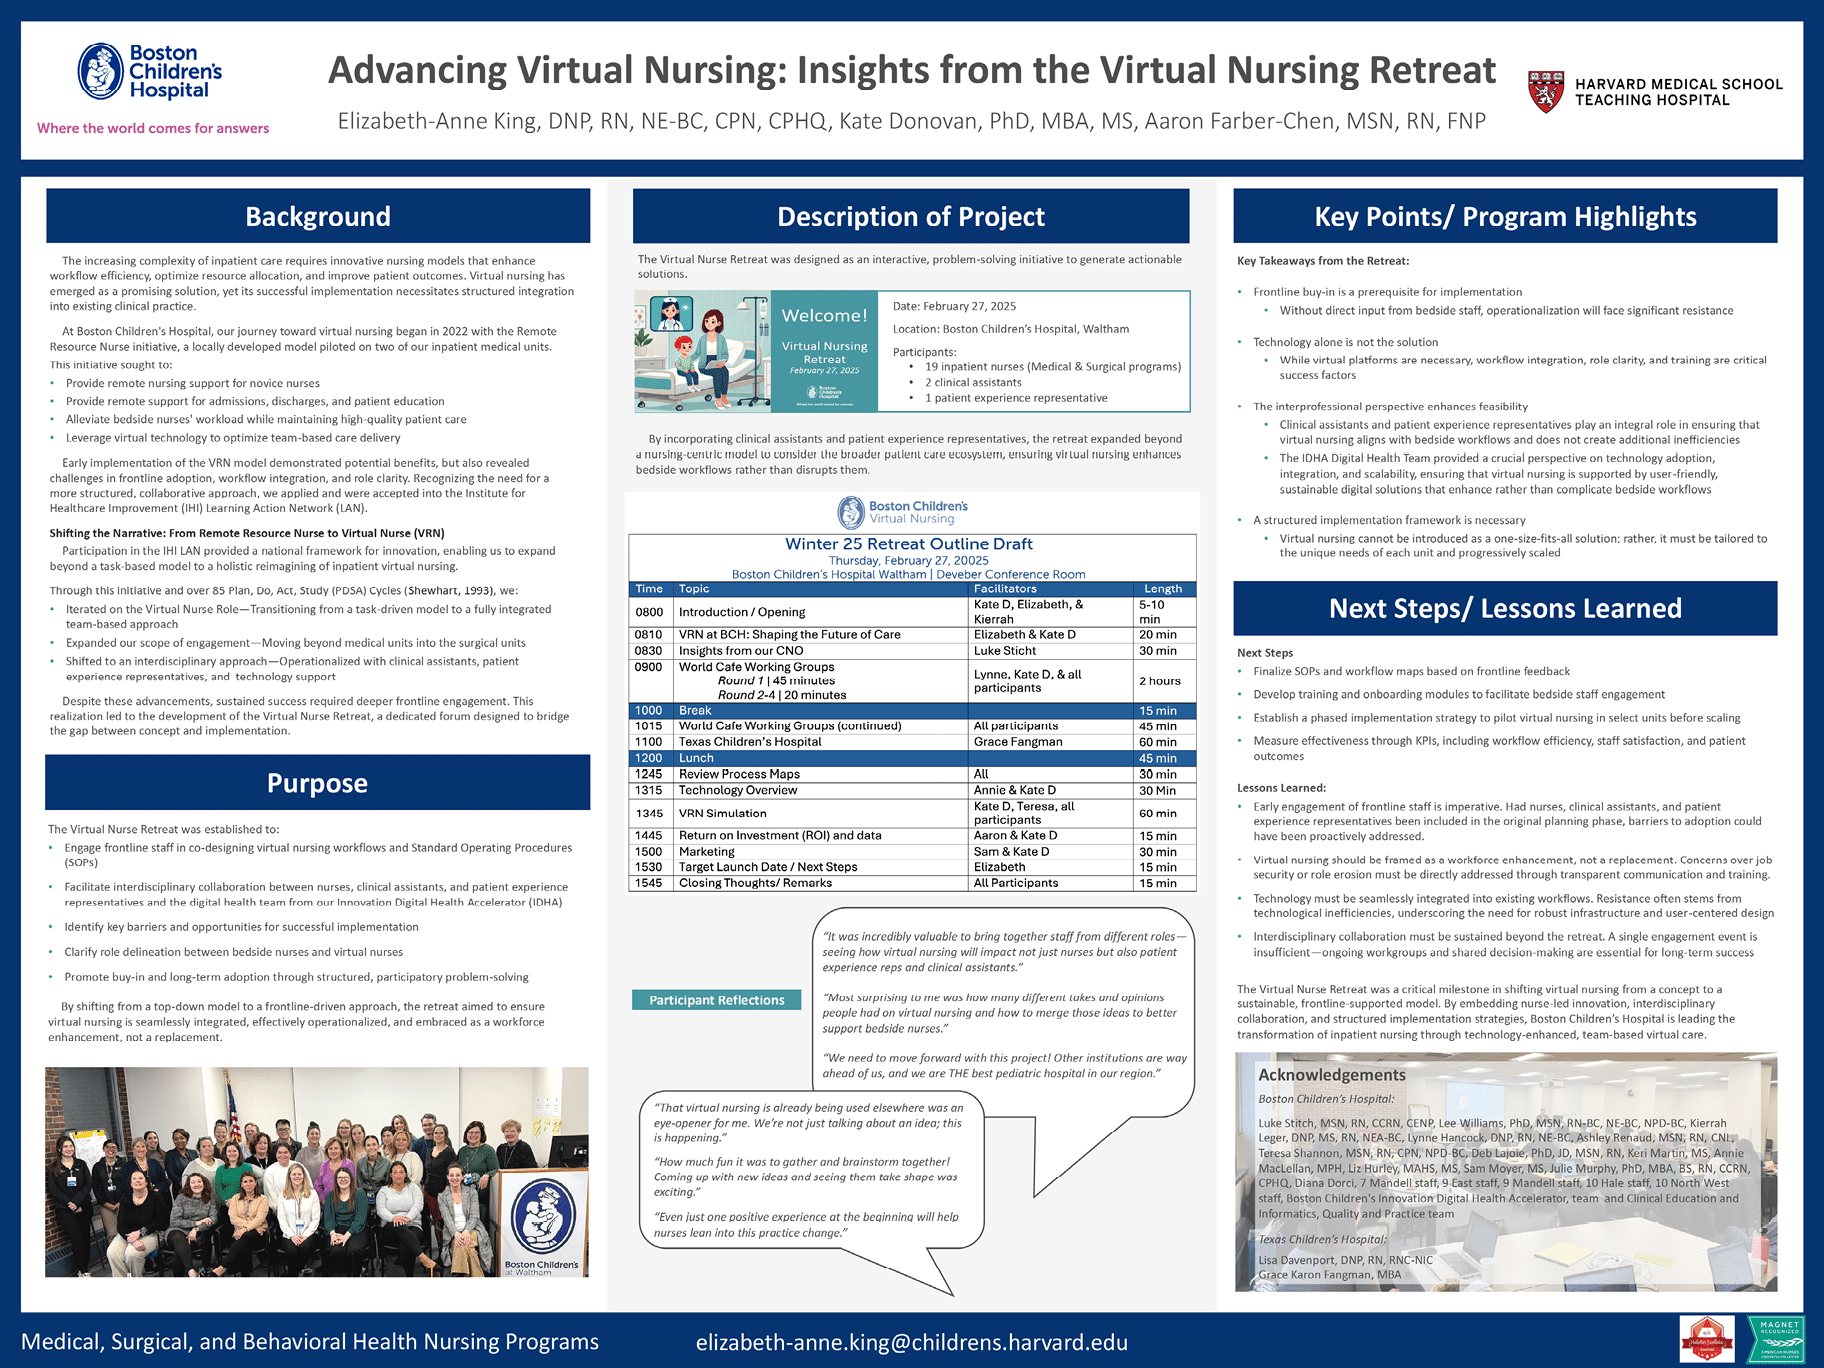 Boston
Children's
Hospital
Where the world comes for answers
Advancing Virtual Nursing: Insights from the Virtual Nursing Retreat
Elizabeth-Anne King, DNP, RN, NE-BC, CPN, CPHQ, Kate Donovan, PhD, MBA, MS, Aaron Farber-Chen, MSN, RN, FNP
HARVARD MEDICAL SCHOOL
TEACHING HOSPITAL
Background
The increasing complexity of inpatient care requires innovative nursing models that enhance
workflow efficiency, optimize resource allocation, and improve patient outcomes. Virtual nursing has
emerged as a promising solution, yet its successful implementation necessitates structured integration
into existing clinical practice.
At Boston Children's Hospital, our journey toward virtual nursing began in 2022 with the Remote
Resource Nurse initiative, a locally developed model piloted on two of our inpatient medical units.
This initiative sought to:
• Provide remote nursing support for novice nurses
• Provide remote support for admissions, discharges, and patient education
• Alleviate bedside nurses' workload while maintaining high-quality patient care
• Leverage virtual technology to optimize team-based care delivery
Early implementation of the VRN model demonstrated potential benefits, but also revealed
challenges in frontline adoption, workflow integration, and role clarity. Recognizing the need for a
more structured, collaborative approach, we applied and were accepted into the Institute for
Healthcare Improvement (IHI) Learning Action Network (LAN).
Shifting the Narrative: From Remote Resource Nurse to Virtual Nurse (VRN)
Participation in the IHI LAN provided a national framework for innovation, enabling us to expand
beyond a task-based model to a holistic reimagining of inpatient virtual nursing.
Through this initiative and over 85 Plan, Do, Act, Study (PDSA) Cycles (Shewhart, 1993), we:
• Iterated on the Virtual Nurse Role—Transitioning from a task-driven model to a fully integrated
team-based approach
• Expanded our scope of engagement—Moving beyond medical units into the surgical units
• Shifted to an interdisciplinary approach—Operationalized with clinical assistants, patient
experience representatives, and technology support
Despite these advancements, sustained success required deeper frontline engagement. This
realization led to the development of the Virtual Nurse Retreat, a dedicated forum designed to bridge
the gap between concept and implementation.
Purpose
The Virtual Nurse Retreat was established to:
• Engage frontline staff in co-designing virtual nursing workflows and Standard Operating Procedures
(SOPs)
• Facilitate interdisciplinary collaboration between nurses, clinical assistants, and patient experience
representatives and the digital health team from our Innovation Digital Health Accelerator (IDHA)
• Identify key barriers and opportunities for successful implementation
• Clarify role delineation between bedside nurses and virtual nurses
• Promote buy-in and long-term adoption through structured, participatory problem-solving
By shifting from a top-down model to a frontline-driven approach, the retreat aimed to ensure
virtual nursing is seamlessly integrated, effectively operationalized, and embraced as a workforce
enhancement, not a replacement.
Boston Children's
at Waltham
Description of Project
The Virtual Nurse Retreat was designed as an interactive, problem-solving initiative to generate actionable
solutions.
Welcome!
Virtual Nursing
Retreat
February 27, 2025
Boston
Children's
Hospital
Where the world comes for answers
Date: February 27, 2025
Location: Boston Children's Hospital, Waltham
Participants:
• 19 inpatient nurses (Medical & Surgical programs)
• 2 clinical assistants
• 1 patient experience representative
By incorporating clinical assistants and patient experience representatives, the retreat expanded beyond
a nursing-centric model to consider the broader patient care ecosystem, ensuring virtual nursing enhances
bedside workflows rather than disrupts them.
Boston Children's
Virtual Nursing
Winter 25 Retreat Outline Draft
Thursday, February 27, 20025
Boston Children's Hospital Waltham | Deveber Conference Room
Time Topic Facilitators Length
0800 Introduction / Opening Kate D, Elizabeth, & Kierrah 5-10 min
0810 VRN at BCH: Shaping the Future of Care Elizabeth & Kate D 20 min
0830 Insights from our CNO Luke Sticht 30 min
0900 World Cafe Working Groups Lynne, Kate D, & all participants 2 hours
Round 1 | 45 minutes
Round 2-4 | 20 minutes
1000 Break 15 min
1015 World Cafe Working Groups (continued) All participants 45 min
1100 Texas Children's Hospital Grace Fangman 60 min
1200 Lunch 45 min
1245 Review Process Maps All 30 min
1315 Technology Overview Annie & Kate D 30 Min
1345 VRN Simulation Kate D, Teresa, all participants 60 min
1445 Return on Investment (ROI) and data Aaron & Kate D 15 min
1500 Marketing Sam & Kate D 30 min
1530 Target Launch Date / Next Steps Elizabeth 15 min
1545 Closing Thoughts/ Remarks All Participants 15 min
Participant Reflections
"It was incredibly valuable to bring together staff from different roles—
seeing how virtual nursing will impact not just nurses but also patient
experience reps and clinical assistants."
"Most surprising to me was how many different takes and opinions
people had on virtual nursing and how to merge those ideas to better
support bedside nurses."
"We need to move forward with this project! Other institutions are way
ahead of us, and we are THE best pediatric hospital in our region."
"That virtual nursing is already being used elsewhere was an
eye-opener for me. We're not just talking about an idea; this
is happening."
"How much fun it was to gather and brainstorm together!
Coming up with new ideas and seeing them take shape was
exciting."
"Even just one positive experience at the beginning will help
nurses lean into this practice change."
Key Points/ Program Highlights
Key Takeaways from the Retreat:
• Frontline buy-in is a prerequisite for implementation
• Without direct input from bedside staff, operationalization will face significant resistance
• Technology alone is not the solution
• While virtual platforms are necessary, workflow integration, role clarity, and training are critical
success factors
• The interprofessional perspective enhances feasibility
• Clinical assistants and patient experience representatives play an integral role in ensuring that
virtual nursing aligns with bedside workflows and does not create additional inefficiencies
• The IDHA Digital Health Team provided a crucial perspective on technology adoption,
integration, and scalability, ensuring that virtual nursing is supported by user-friendly,
sustainable digital solutions that enhance rather than complicate bedside workflows
• A structured implementation framework is necessary
• Virtual nursing cannot be introduced as a one-size-fits-all solution; rather, it must be tailored to
the unique needs of each unit and progressively scaled
Next Steps/ Lessons Learned
Next Steps
• Finalize SOPs and workflow maps based on frontline feedback
• Develop training and onboarding modules to facilitate bedside staff engagement
• Establish a phased implementation strategy to pilot virtual nursing in select units before scaling
• Measure effectiveness through KPIs, including workflow efficiency, staff satisfaction, and patient
outcomes
Lessons Learned:
• Early engagement of frontline staff is imperative. Had nurses, clinical assistants, and patient
experience representatives been included in the original planning phase, barriers to adoption could
have been proactively addressed.
• Virtual nursing should be framed as a workforce enhancement, not a replacement. Concerns over job
security or role erosion must be directly addressed through transparent communication and training.
• Technology must be seamlessly integrated into existing workflows. Resistance often stems from
technological inefficiencies, underscoring the need for robust infrastructure and user-centered design
• Interdisciplinary collaboration must be sustained beyond the retreat. A single engagement event is
insufficient—ongoing workgroups and shared decision-making are essential for long-term success
The Virtual Nurse Retreat was a critical milestone in shifting virtual nursing from a concept to a
sustainable, frontline-supported model. By embedding nurse-led innovation, interdisciplinary
collaboration, and structured implementation strategies, Boston Children's Hospital is leading the
transformation of inpatient nursing through technology-enhanced, team-based virtual care.
Acknowledgements
Boston Children's Hospital:
Luke Stitch, MSN, RN, CCRN, CENP, Lee Williams, PhD, MSN, RN-BC, NE-BC, NPD-BC, Kierrah
Leger, DNP, MS, RN, NEA-BC, Lynne Hancock, DNP, RN, NE-BC, Ashley Renaud, MSN, RN, CNL,
Teresa Shannon, MSN, RN, CPN, NPD-BC, Deb Lajoie, PhD, JD, MSN, RN, Keri Martin, MS, Annie
MacLellan, MPH, Liz Hurley, MAHS, MS, Sam Moyer, MS, Julie Murphy, PhD, MBA, BS, RN, CCRN,
CPHQ, Diana Dorci, 7 Mandell staff, 9 East staff, 9 Mandell staff, 10 Hale staff, 10 North West
staff, Boston Children's Innovation Digital Health Accelerator, team and Clinical Education and
Informatics, Quality and Practice team
Texas Children's Hospital:
Lisa Davenport, DNP, RN, RNC-NIC
Grace Karon Fangman, MBA
Medical, Surgical, and Behavioral Health Nursing Programs
elizabeth-anne.king@childrens.harvard.edu
MAGNET
RECOGNIZED
AMERICAN NURSES
CREDENTIALING CENTER